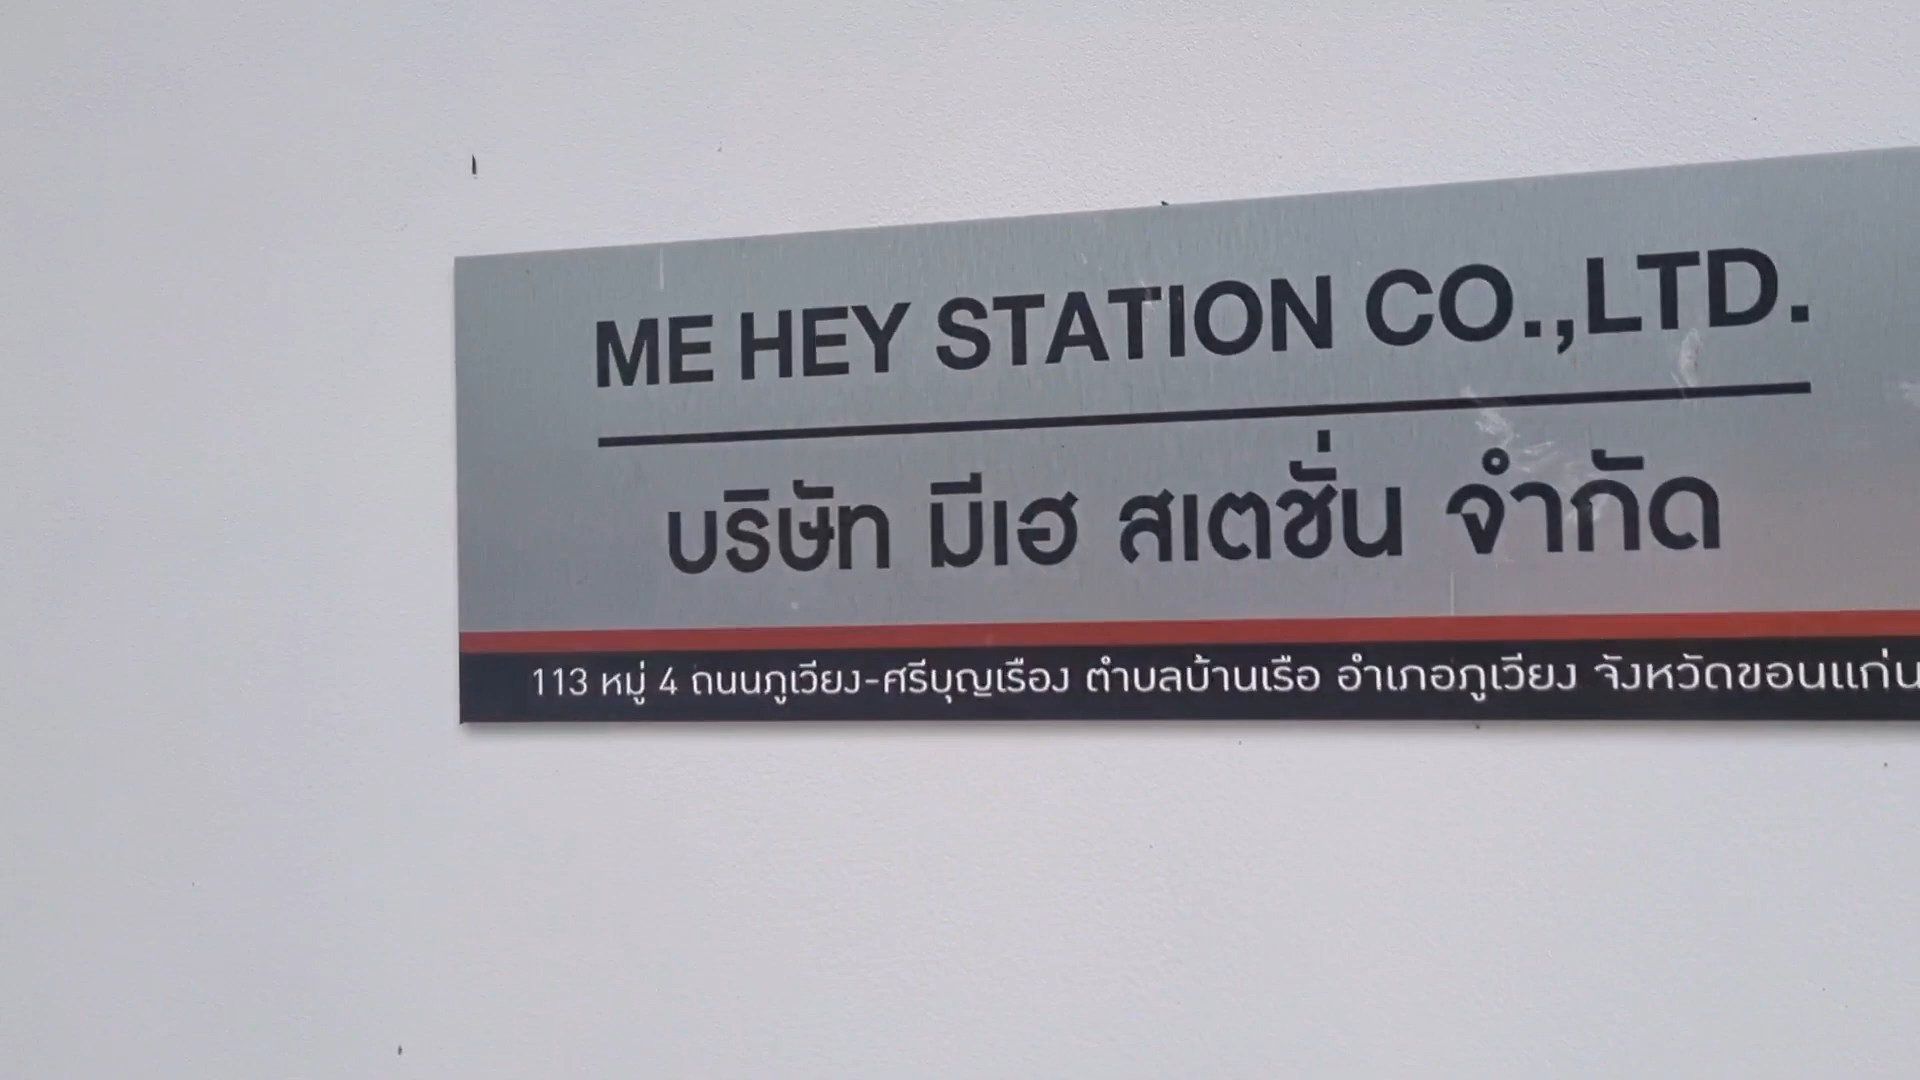 ME HEY STATION CO.,LTD.
บริษัท มีเฮ สเตชั่น จำกัด
113 หมู่ 4 ถนนภูเวียง-ศรีบุญเรือง ตำบลบ้านเรือ อำเภอภูเวียง จังหวัดขอนแก่น